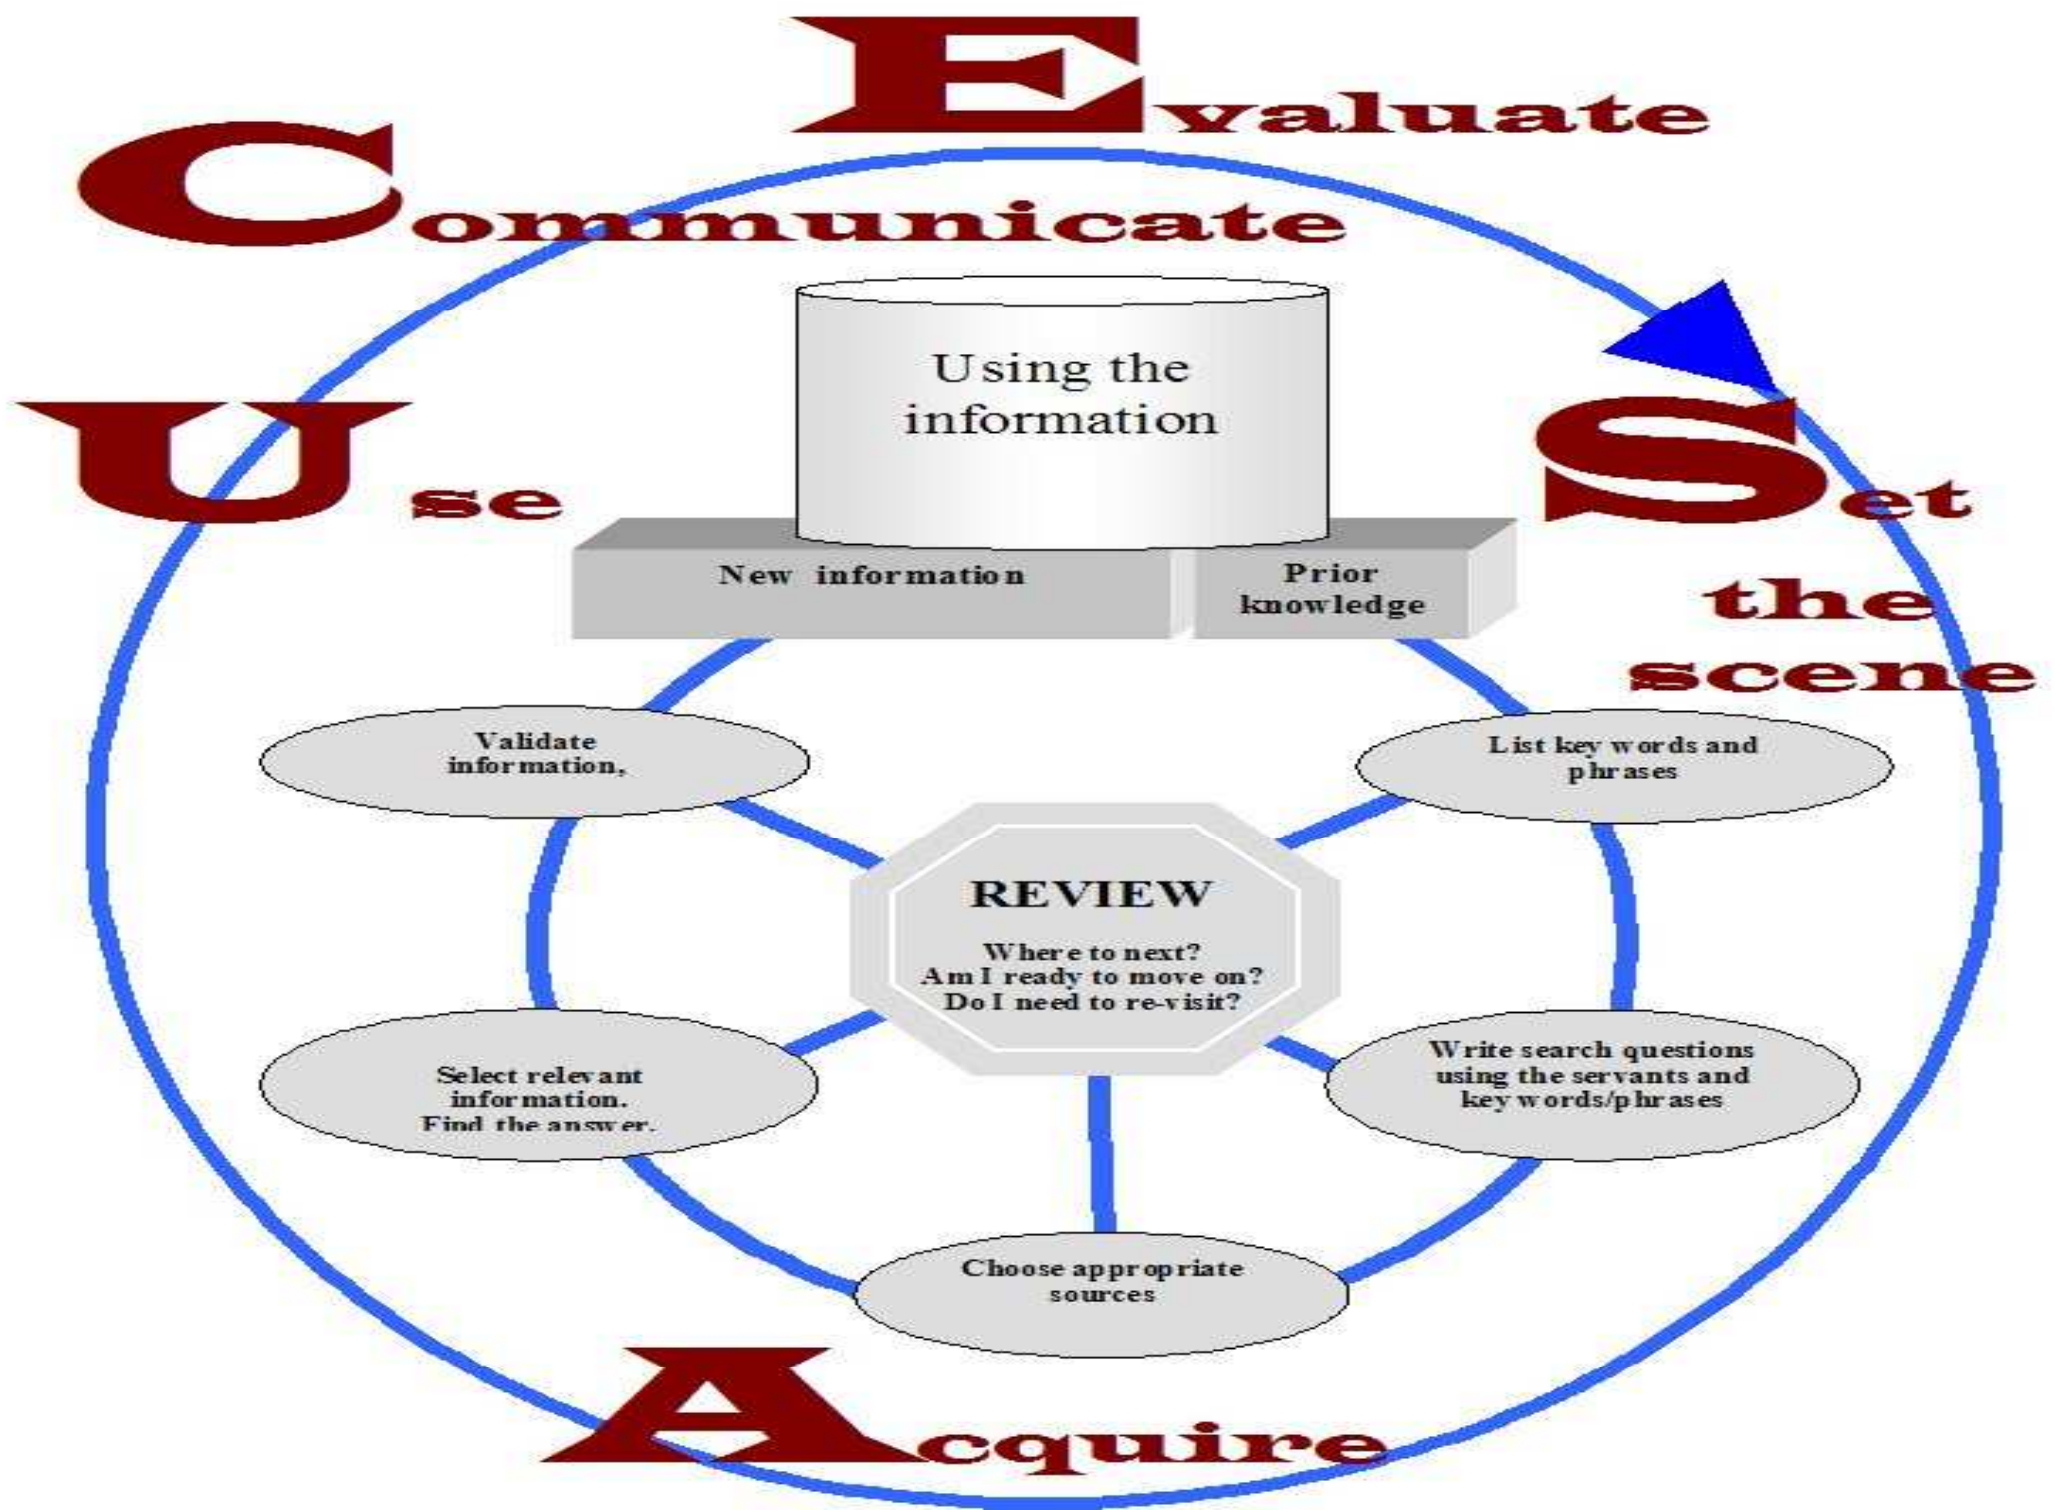 Evaluate
Communicate
Using the
information
Use
Set
the
scene
New information
Prior
knowledge
Validate
information,
List key words and
phrases
REVIEW
Where to next?
Am I ready to move on?
Do I need to re-visit?
Select relevant
information.
Find the answer.
Write search questions
using the servants and
key words/phrases
Choose appropriate
sources
Acquire